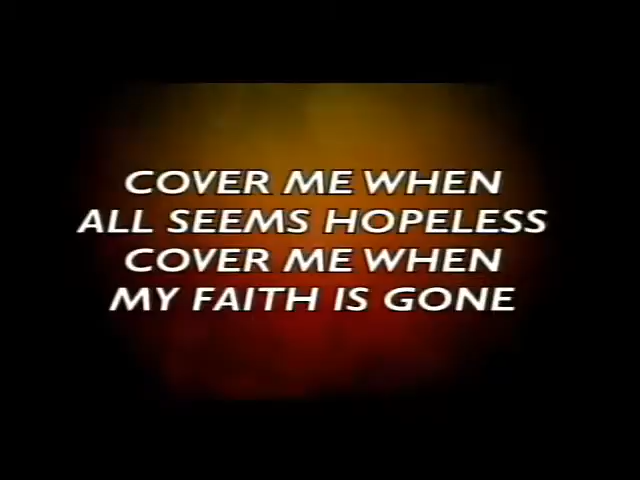 COVER ME WHEN
ALL SEEMS HOPELESS
COVER ME WHEN
MY FAITH IS GONE